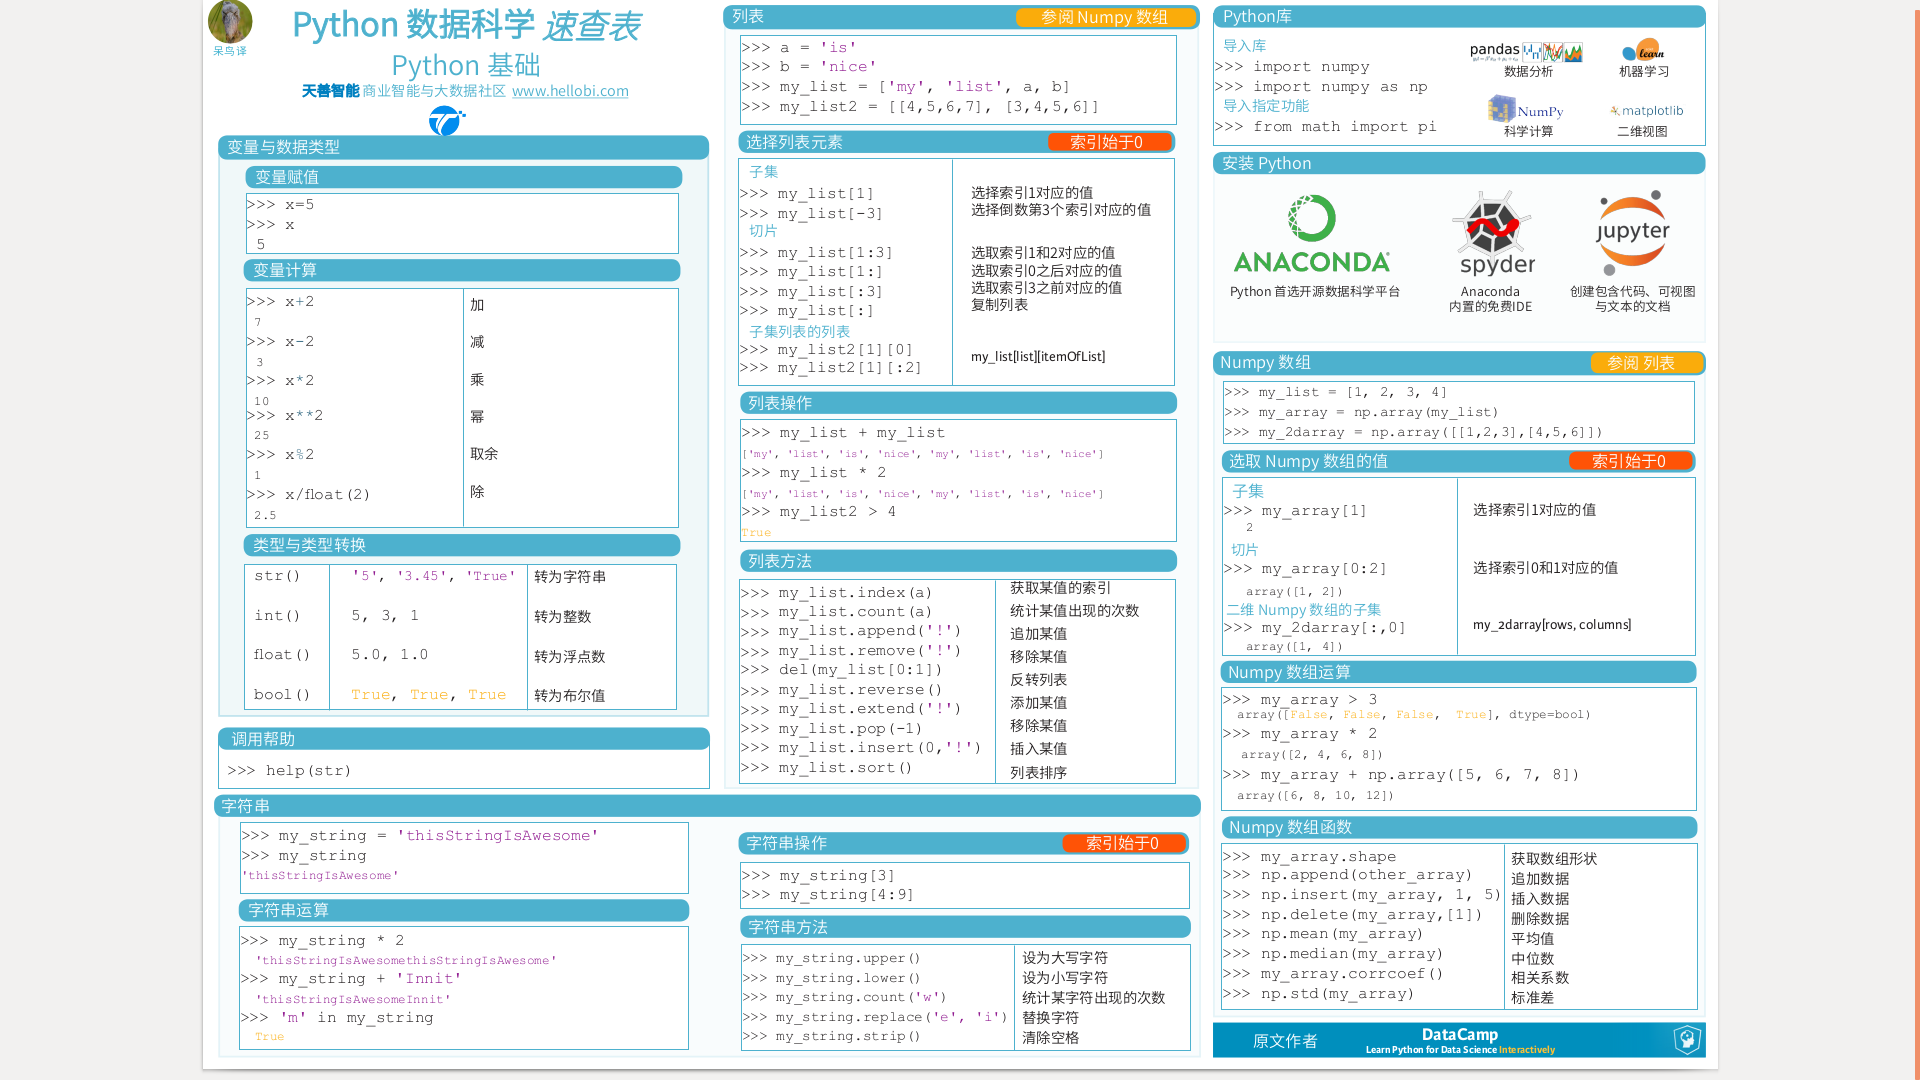 呆鸟译
Python 数据科学 速查表
Python 基础
天善智能 商业智能与大数据社区 www.hellobi.com
变量与数据类型
变量赋值
>>> x=5
>>> x
5
变量计算
>>> x+2 加
7
>>> x-2 减
3
>>> x*2 乘
10
>>> x**2 幂
25
>>> x%2 取余
1
>>> x/float(2) 除
2.5
类型与类型转换
str() '5', '3.45', 'True' 转为字符串
int() 5, 3, 1 转为整数
float() 5.0, 1.0 转为浮点数
bool() True, True, True 转为布尔值
调用帮助
>>> help(str)
列表 参阅 Numpy 数组
>>> a = 'is'
>>> b = 'nice'
>>> my_list = ['my', 'list', a, b]
>>> my_list2 = [[4,5,6,7], [3,4,5,6]]
选择列表元素 索引始于0
子集
>>> my_list[1] 选择索引1对应的值
>>> my_list[-3] 选择倒数第3个索引对应的值
切片
>>> my_list[1:3] 选取索引1和2对应的值
>>> my_list[1:] 选取索引0之后对应的值
>>> my_list[:3] 选取索引3之前对应的值
>>> my_list[:] 复制列表
子集列表的列表
>>> my_list2[1][0] my_list[list][itemOfList]
>>> my_list2[1][:2]
列表操作
>>> my_list + my_list
['my', 'list', 'is', 'nice', 'my', 'list', 'is', 'nice']
>>> my_list * 2
['my', 'list', 'is', 'nice', 'my', 'list', 'is', 'nice']
>>> my_list2 > 4
True
列表方法
>>> my_list.index(a) 获取某值的索引
>>> my_list.count(a) 统计某值出现的次数
>>> my_list.append('!') 追加某值
>>> my_list.remove('!') 移除某值
>>> del(my_list[0:1]) 反转列表
>>> my_list.reverse() 添加某值
>>> my_list.extend('!') 移除某值
>>> my_list.pop(-1) 插入某值
>>> my_list.insert(0,'!') 列表排序
>>> my_list.sort()
字符串
>>> my_string = 'thisStringIsAwesome'
>>> my_string
'thisStringIsAwesome'
字符串运算
>>> my_string * 2
'thisStringIsAwesomethisStringIsAwesome'
>>> my_string + 'Innit'
'thisStringIsAwesomeInnit'
>>> 'm' in my_string
True
字符串操作 索引始于0
>>> my_string[3]
>>> my_string[4:9]
字符串方法
>>> my_string.upper() 设为大写字符
>>> my_string.lower() 设为小写字符
>>> my_string.count('w') 统计某字符出现的次数
>>> my_string.replace('e', 'i') 替换字符
>>> my_string.strip() 清除空格
Python库
导入库
>>> import numpy
>>> import numpy as np
导入指定功能
>>> from math import pi
pandas
数据分析
learn
机器学习
NumPy
科学计算
matplotlib
二维视图
安装 Python
ANACONDA
Python 首选开源数据科学平台
spyder
Anaconda
内置的免费IDE
jupyter
创建包含代码、可视图
与文本的文档
Numpy 数组 参阅 列表
>>> my_list = [1, 2, 3, 4]
>>> my_array = np.array(my_list)
>>> my_2darray = np.array([[1,2,3],[4,5,6]])
选取 Numpy 数组的值 索引始于0
子集
>>> my_array[1] 选择索引1对应的值
2
切片
>>> my_array[0:2] 选择索引0和1对应的值
array([1, 2])
二维 Numpy 数组的子集
>>> my_2darray[:,0] my_2darray[rows, columns]
array([1, 4])
Numpy 数组运算
>>> my_array > 3
array([False, False, False, True], dtype=bool)
>>> my_array * 2
array([2, 4, 6, 8])
>>> my_array + np.array([5, 6, 7, 8])
array([6, 8, 10, 12])
Numpy 数组函数
>>> my_array.shape 获取数组形状
>>> np.append(other_array) 追加数据
>>> np.insert(my_array, 1, 5) 插入数据
>>> np.delete(my_array,[1]) 删除数据
>>> np.mean(my_array) 平均值
>>> np.median(my_array) 中位数
>>> my_array.corrcoef() 相关系数
>>> np.std(my_array) 标准差
原文作者
DataCamp
Learn Python for Data Science Interactively